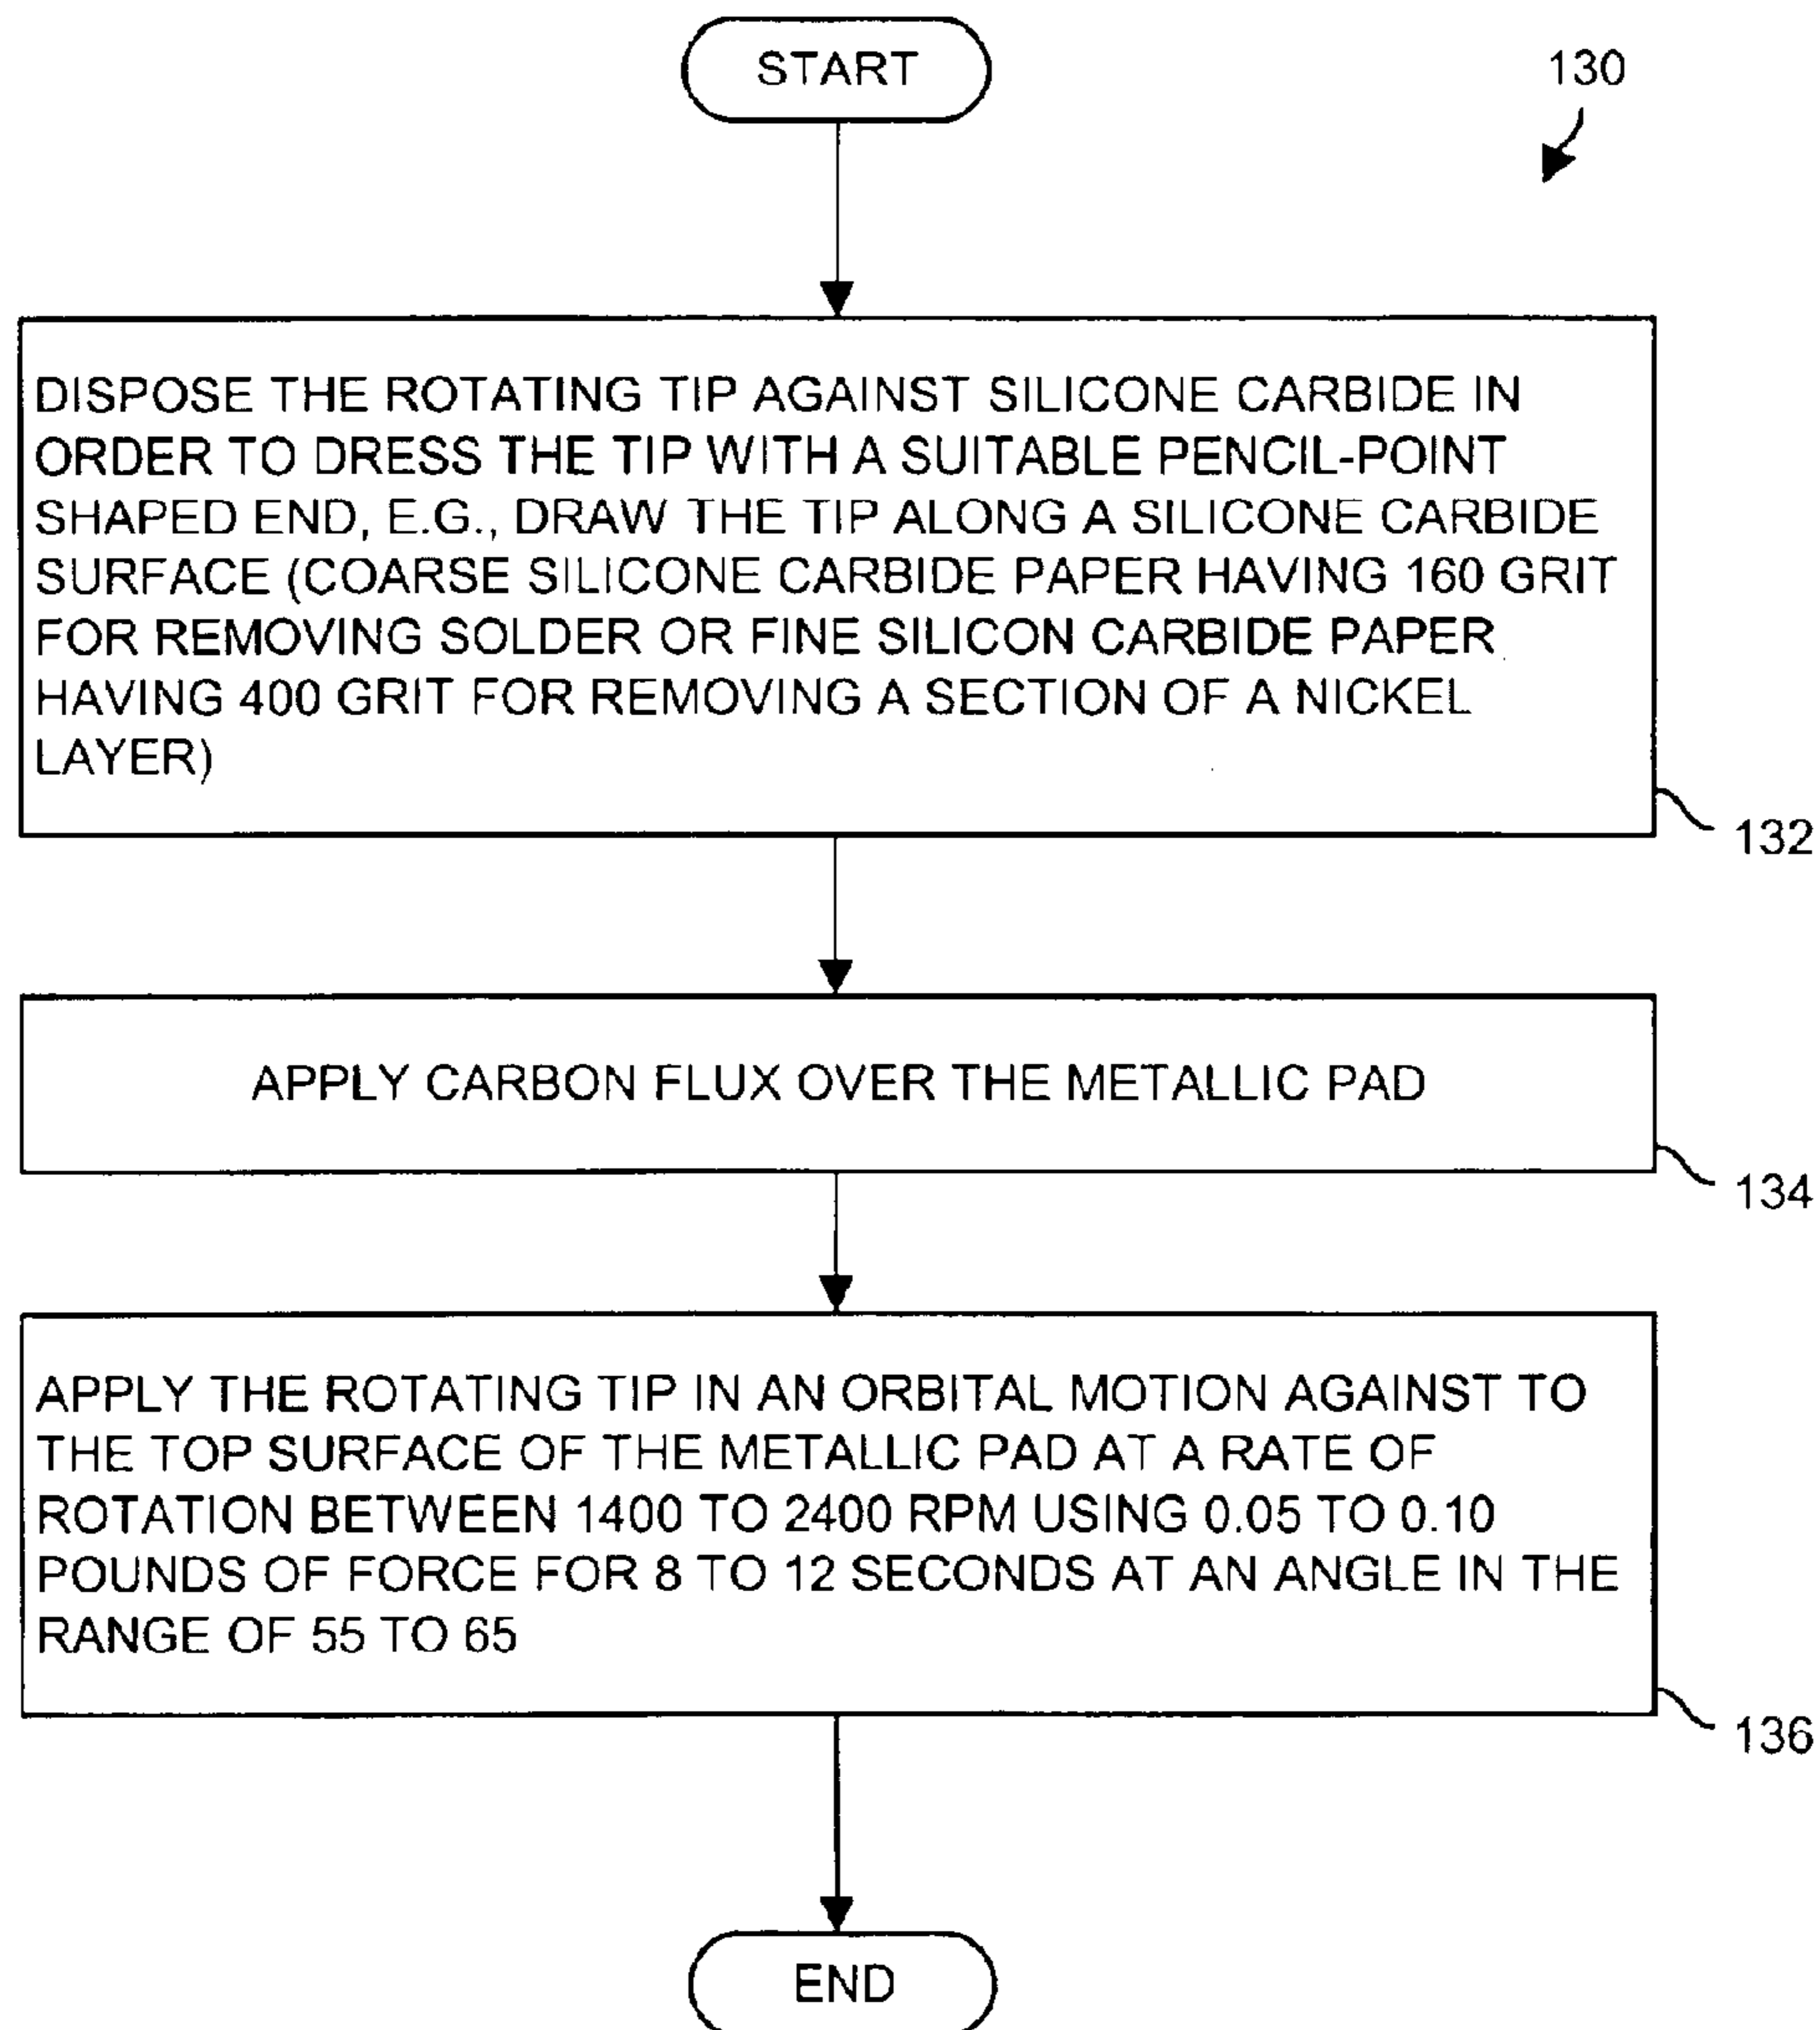 START
130
DISPOSE THE ROTATING TIP AGAINST SILICONE CARBIDE IN
ORDER TO DRESS THE TIP WITH A SUITABLE PENCIL-POINT
SHAPED END, E.G., DRAW THE TIP ALONG A SILICONE CARBIDE
SURFACE (COARSE SILICONE CARBIDE PAPER HAVING 160 GRIT
FOR REMOVING SOLDER OR FINE SILICON CARBIDE PAPER
HAVING 400 GRIT FOR REMOVING A SECTION OF A NICKEL
LAYER)
132
APPLY CARBON FLUX OVER THE METALLIC PAD
134
APPLY THE ROTATING TIP IN AN ORBITAL MOTION AGAINST TO
THE TOP SURFACE OF THE METALLIC PAD AT A RATE OF
ROTATION BETWEEN 1400 TO 2400 RPM USING 0.05 TO 0.10
POUNDS OF FORCE FOR 8 TO 12 SECONDS AT AN ANGLE IN THE
RANGE OF 55 TO 65
136
END